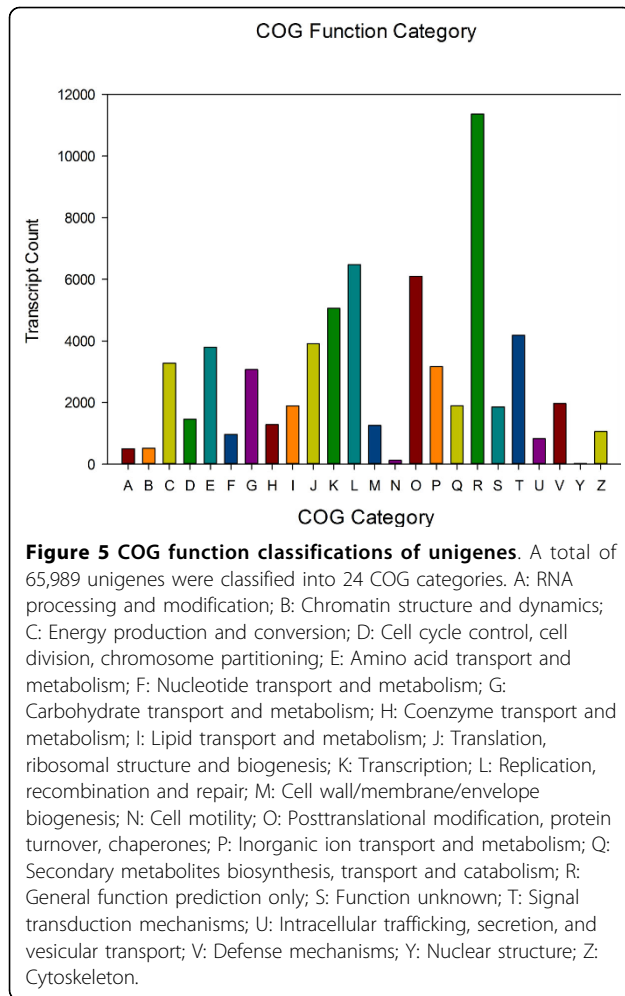 COG Function Category
12000
10000
8000
6000
4000
2000
0
Transcript Count
A B C D E F G H I J K L M N O P Q R S T U V Y Z
COG Category
Figure 5 COG function classifications of unigenes. A total of
65,989 unigenes were classified into 24 COG categories. A: RNA
processing and modification; B: Chromatin structure and dynamics;
C: Energy production and conversion; D: Cell cycle control, cell
division, chromosome partitioning; E: Amino acid transport and
metabolism; F: Nucleotide transport and metabolism; G:
Carbohydrate transport and metabolism; H: Coenzyme transport and
metabolism; I: Lipid transport and metabolism; J: Translation,
ribosomal structure and biogenesis; K: Transcription; L: Replication,
recombination and repair; M: Cell wall/membrane/envelope
biogenesis; N: Cell motility; O: Posttranslational modification, protein
turnover, chaperones; P: Inorganic ion transport and metabolism; Q:
Secondary metabolites biosynthesis, transport and catabolism; R:
General function prediction only; S: Function unknown; T: Signal
transduction mechanisms; U: Intracellular trafficking, secretion, and
vesicular transport; V: Defense mechanisms; Y: Nuclear structure; Z:
Cytoskeleton.